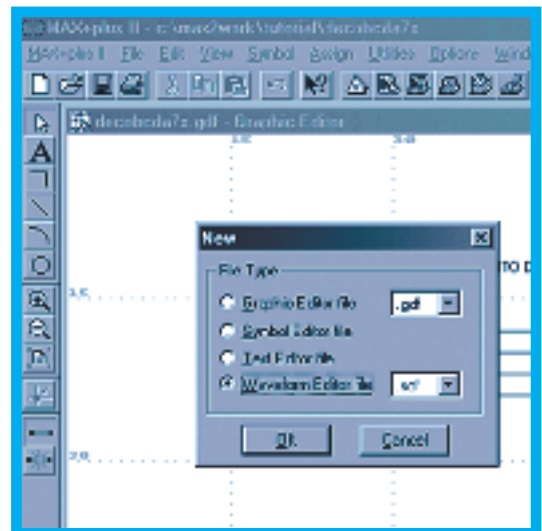 MAX+plus II - c:\max2work\tutorial\decobcda7s
MAX+plus II File Edit View Symbol Assign Utilities Options Wind
decobcda7s.gdf - Graphic Editor
New
File Type
Graphic Editor file .gdf
Symbol Editor file
Text Editor file
Waveform Editor file .scf
OK Cancel